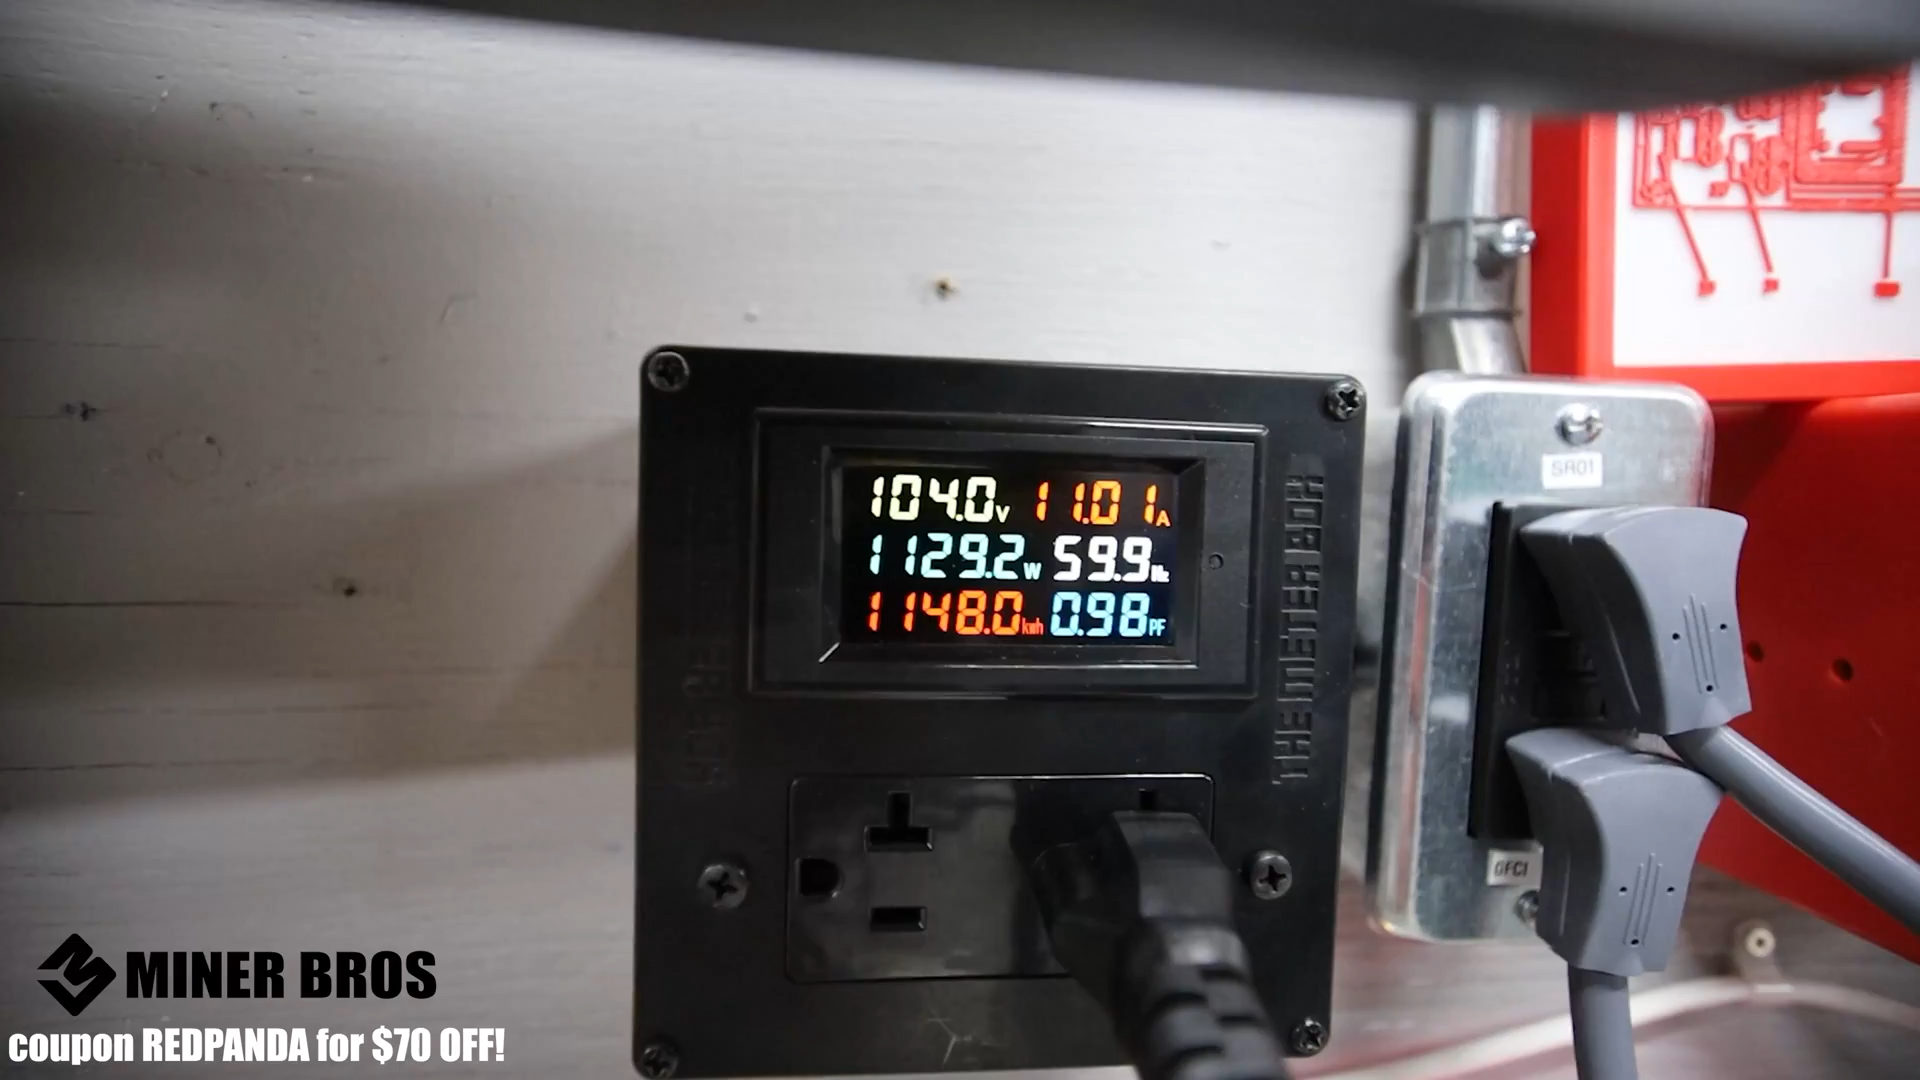 104.0V 11.01A
1129.2W 59.9Hz
1148.0kwh 0.98PF
THE METER BOX
SR01
GFCI
MINER BROS
coupon REDPANDA for $70 OFF!